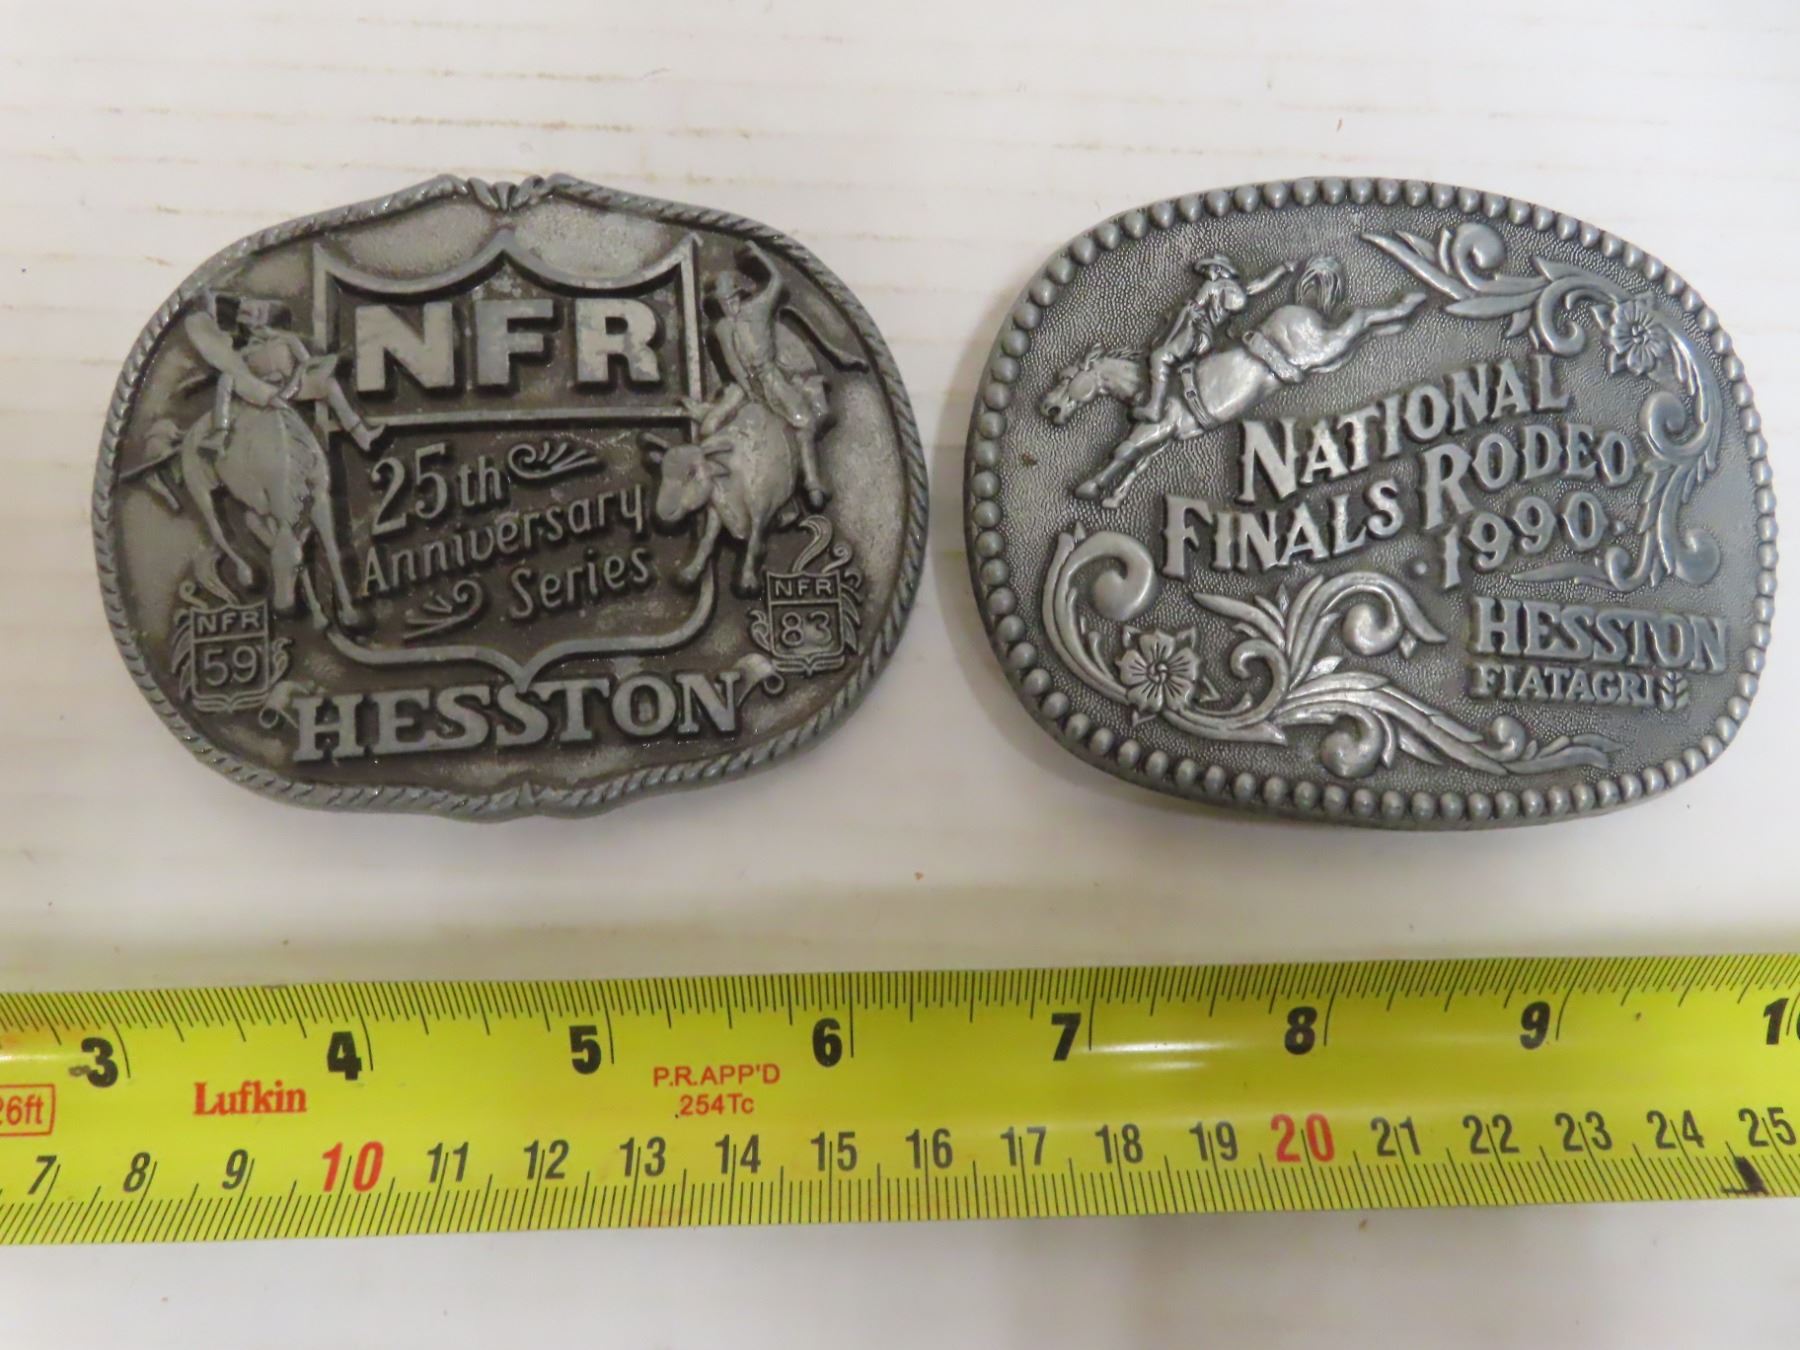 NFR
25th
Anniversary
Series
NFR
59
NFR
83
HESSTON
NATIONAL
FINALS RODEO
·1990·
HESSTON
FIATAGRI
3 4 5 6 7 8 9 10
26ft
Lufkin
P.R.APP'D
.254Tc
7 8 9 10 11 12 13 14 15 16 17 18 19 20 21 22 23 24 25